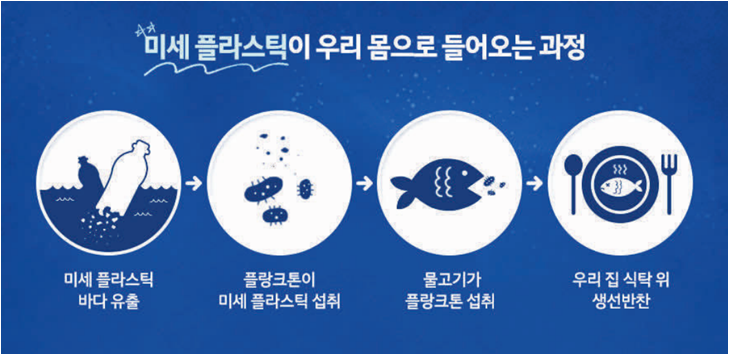 미세 플라스틱이 우리 몸으로 들어오는 과정
미세 플라스틱
바다 유출
플랑크톤이
미세 플라스틱 섭취
물고기가
플랑크톤 섭취
우리 집 식탁 위
생선반찬